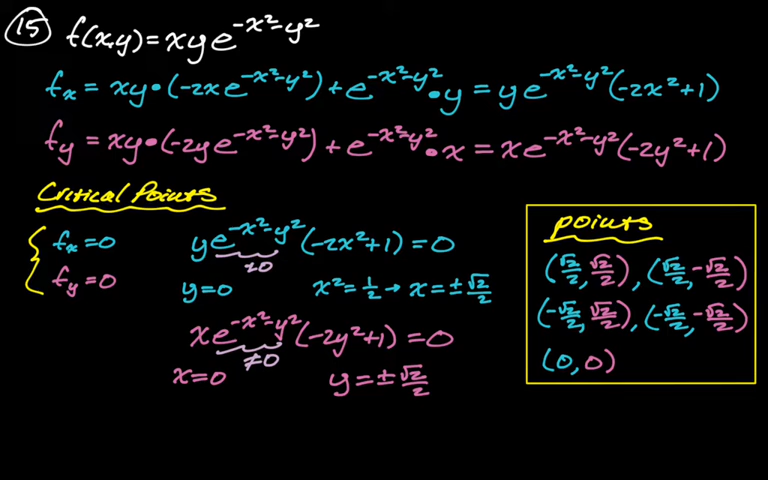 15 f(x,y)=xye^{-x²-y²}
f_x = xy·(-2xe^{-x²-y²})+e^{-x²-y²}·y = ye^{-x²-y²}(-2x²+1)
f_y = xy·(-2ye^{-x²-y²})+e^{-x²-y²}·x = xe^{-x²-y²}(-2y²+1)
Critical Points
{ f_x=0
f_y=0
ye^{-x²-y²}(-2x²+1)=0
≠0
y=0 x²=½→x=±√2/2
xe^{-x²-y²}(-2y²+1)=0
≠0
x=0 y=±√2/2
points
(√2/2, √2/2), (√2/2, -√2/2)
(-√2/2, √2/2), (-√2/2, -√2/2)
(0,0)